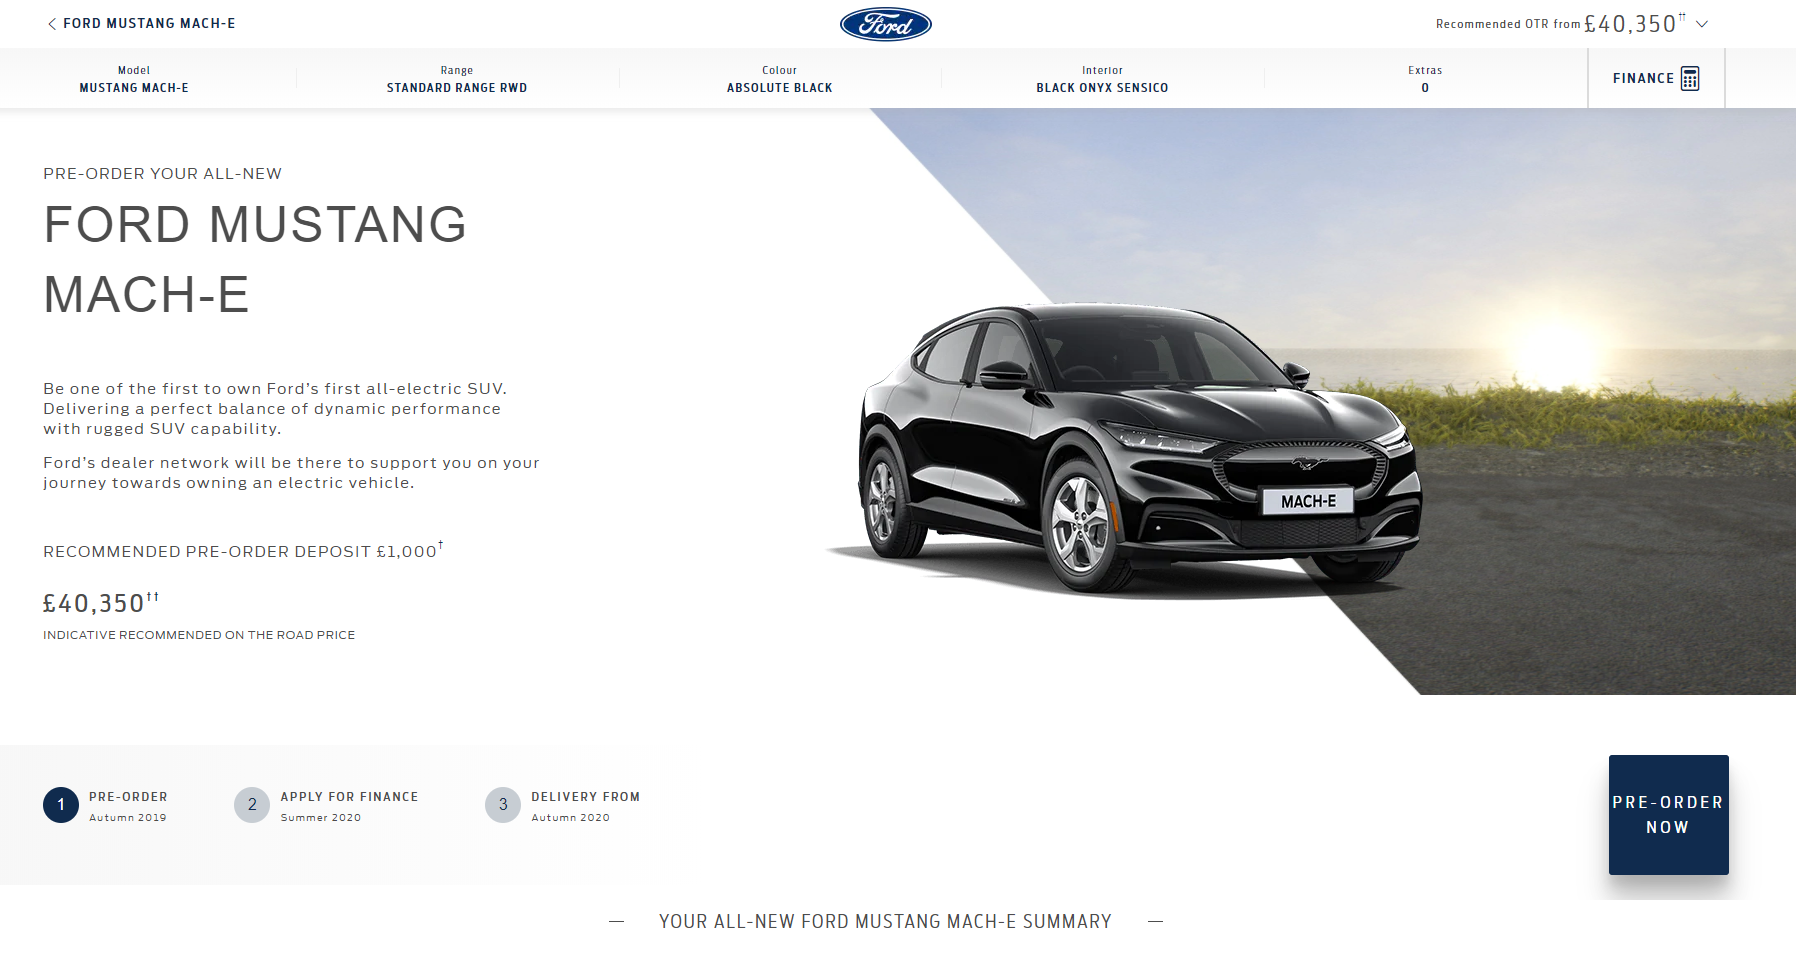 FORD MUSTANG MACH-E
Ford
Recommended OTR from £40,350††
Model
MUSTANG MACH-E
Range
STANDARD RANGE RWD
Colour
ABSOLUTE BLACK
Interior
BLACK ONYX SENSICO
Extras
0
FINANCE
PRE-ORDER YOUR ALL-NEW
FORD MUSTANG
MACH-E
Be one of the first to own Ford’s first all-electric SUV.
Delivering a perfect balance of dynamic performance
with rugged SUV capability.
Ford’s dealer network will be there to support you on your
journey towards owning an electric vehicle.
RECOMMENDED PRE-ORDER DEPOSIT £1,000†
£40,350††
INDICATIVE RECOMMENDED ON THE ROAD PRICE
MACH-E
1
PRE-ORDER
Autumn 2019
2
APPLY FOR FINANCE
Summer 2020
3
DELIVERY FROM
Autumn 2020
PRE-ORDER
NOW
YOUR ALL-NEW FORD MUSTANG MACH-E SUMMARY